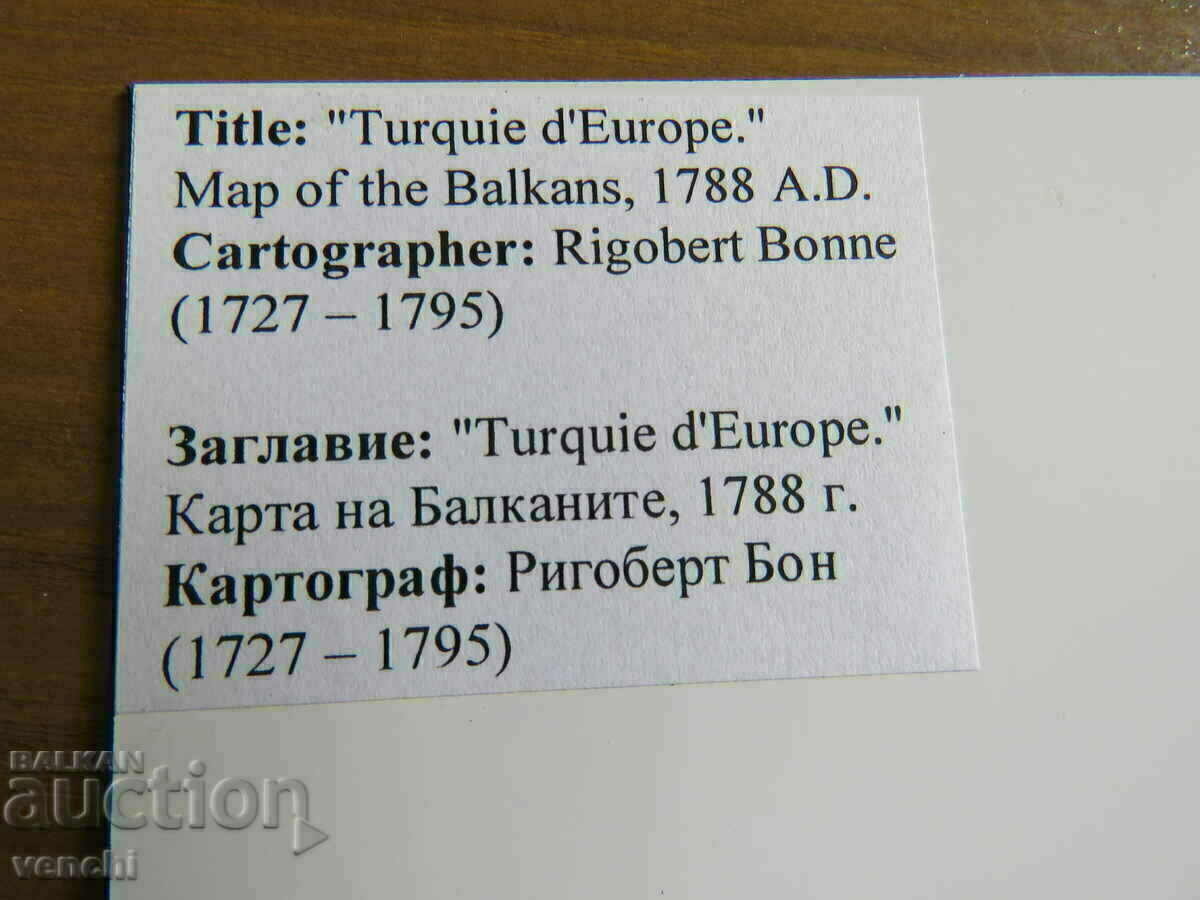 Title: "Turquie d'Europe."
Map of the Balkans, 1788 A.D.
Cartographer: Rigobert Bonne
(1727 – 1795)
Заглавие: "Turquie d'Europe."
Карта на Балканите, 1788 г.
Картограф: Ригоберт Бон
(1727 – 1795)
BALKAN
auction
venchi